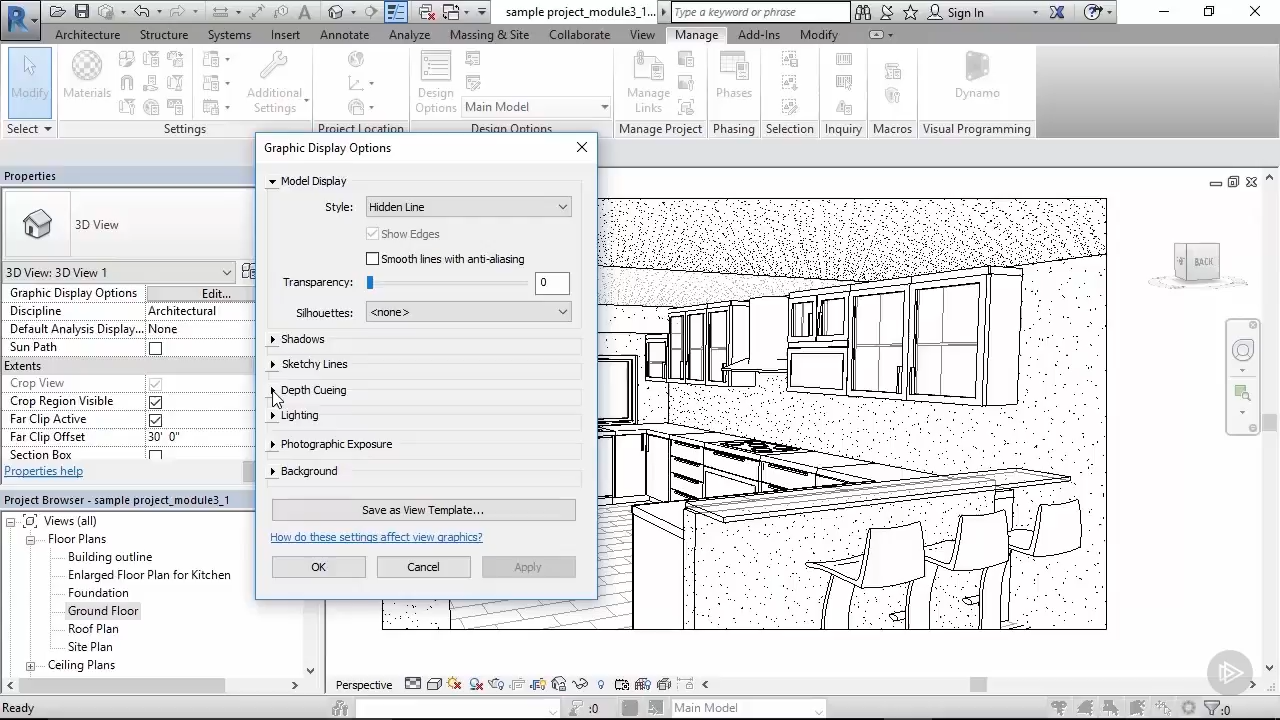 sample project_module3_1...
Type a keyword or phrase
Sign In
Architecture Structure Systems Insert Annotate Analyze Massing & Site Collaborate View Manage Add-Ins Modify
Modify
Materials
Additional
Settings
Design
Options
Main Model
Manage
Links
Phases
Dynamo
Select Settings Project Location Design Options Manage Project Phasing Selection Inquiry Macros Visual Programming
Properties
3D View
3D View: 3D View 1
Graphic Display Options Edit...
Discipline Architectural
Default Analysis Display... None
Sun Path
Extents
Crop View
Crop Region Visible
Far Clip Active
Far Clip Offset 30' 0"
Section Box
Properties help
Project Browser - sample project_module3_1
Views (all)
Floor Plans
Building outline
Enlarged Floor Plan for Kitchen
Foundation
Ground Floor
Roof Plan
Site Plan
Ceiling Plans
Graphic Display Options
Model Display
Style: Hidden Line
Show Edges
Smooth lines with anti-aliasing
Transparency: 0
Silhouettes: <none>
Shadows
Sketchy Lines
Depth Cueing
Lighting
Photographic Exposure
Background
Save as View Template...
How do these settings affect view graphics?
OK Cancel Apply
BACK
Perspective
Ready
:0
Main Model
:0